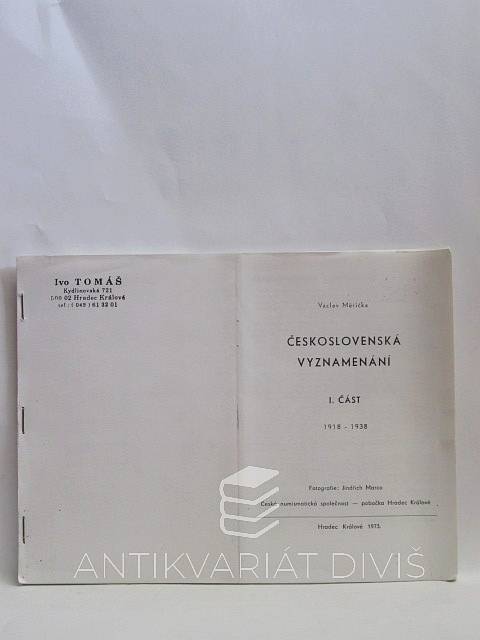 Ivo TOMÁŠ
Kydlinovská 721
500 02 Hradec Králové
tel: ( 049 ) 61 32 01
Václav Měřička
ČESKOSLOVENSKÁ
VYZNAMENÁNÍ
I. ČÁST
1918 - 1938
Fotografie: Jindřich Marco
Česká numismatická společnost — pobočka Hradec Králové
Hradec Králové 1973.
ANTIKVARIÁT DIVIŠ